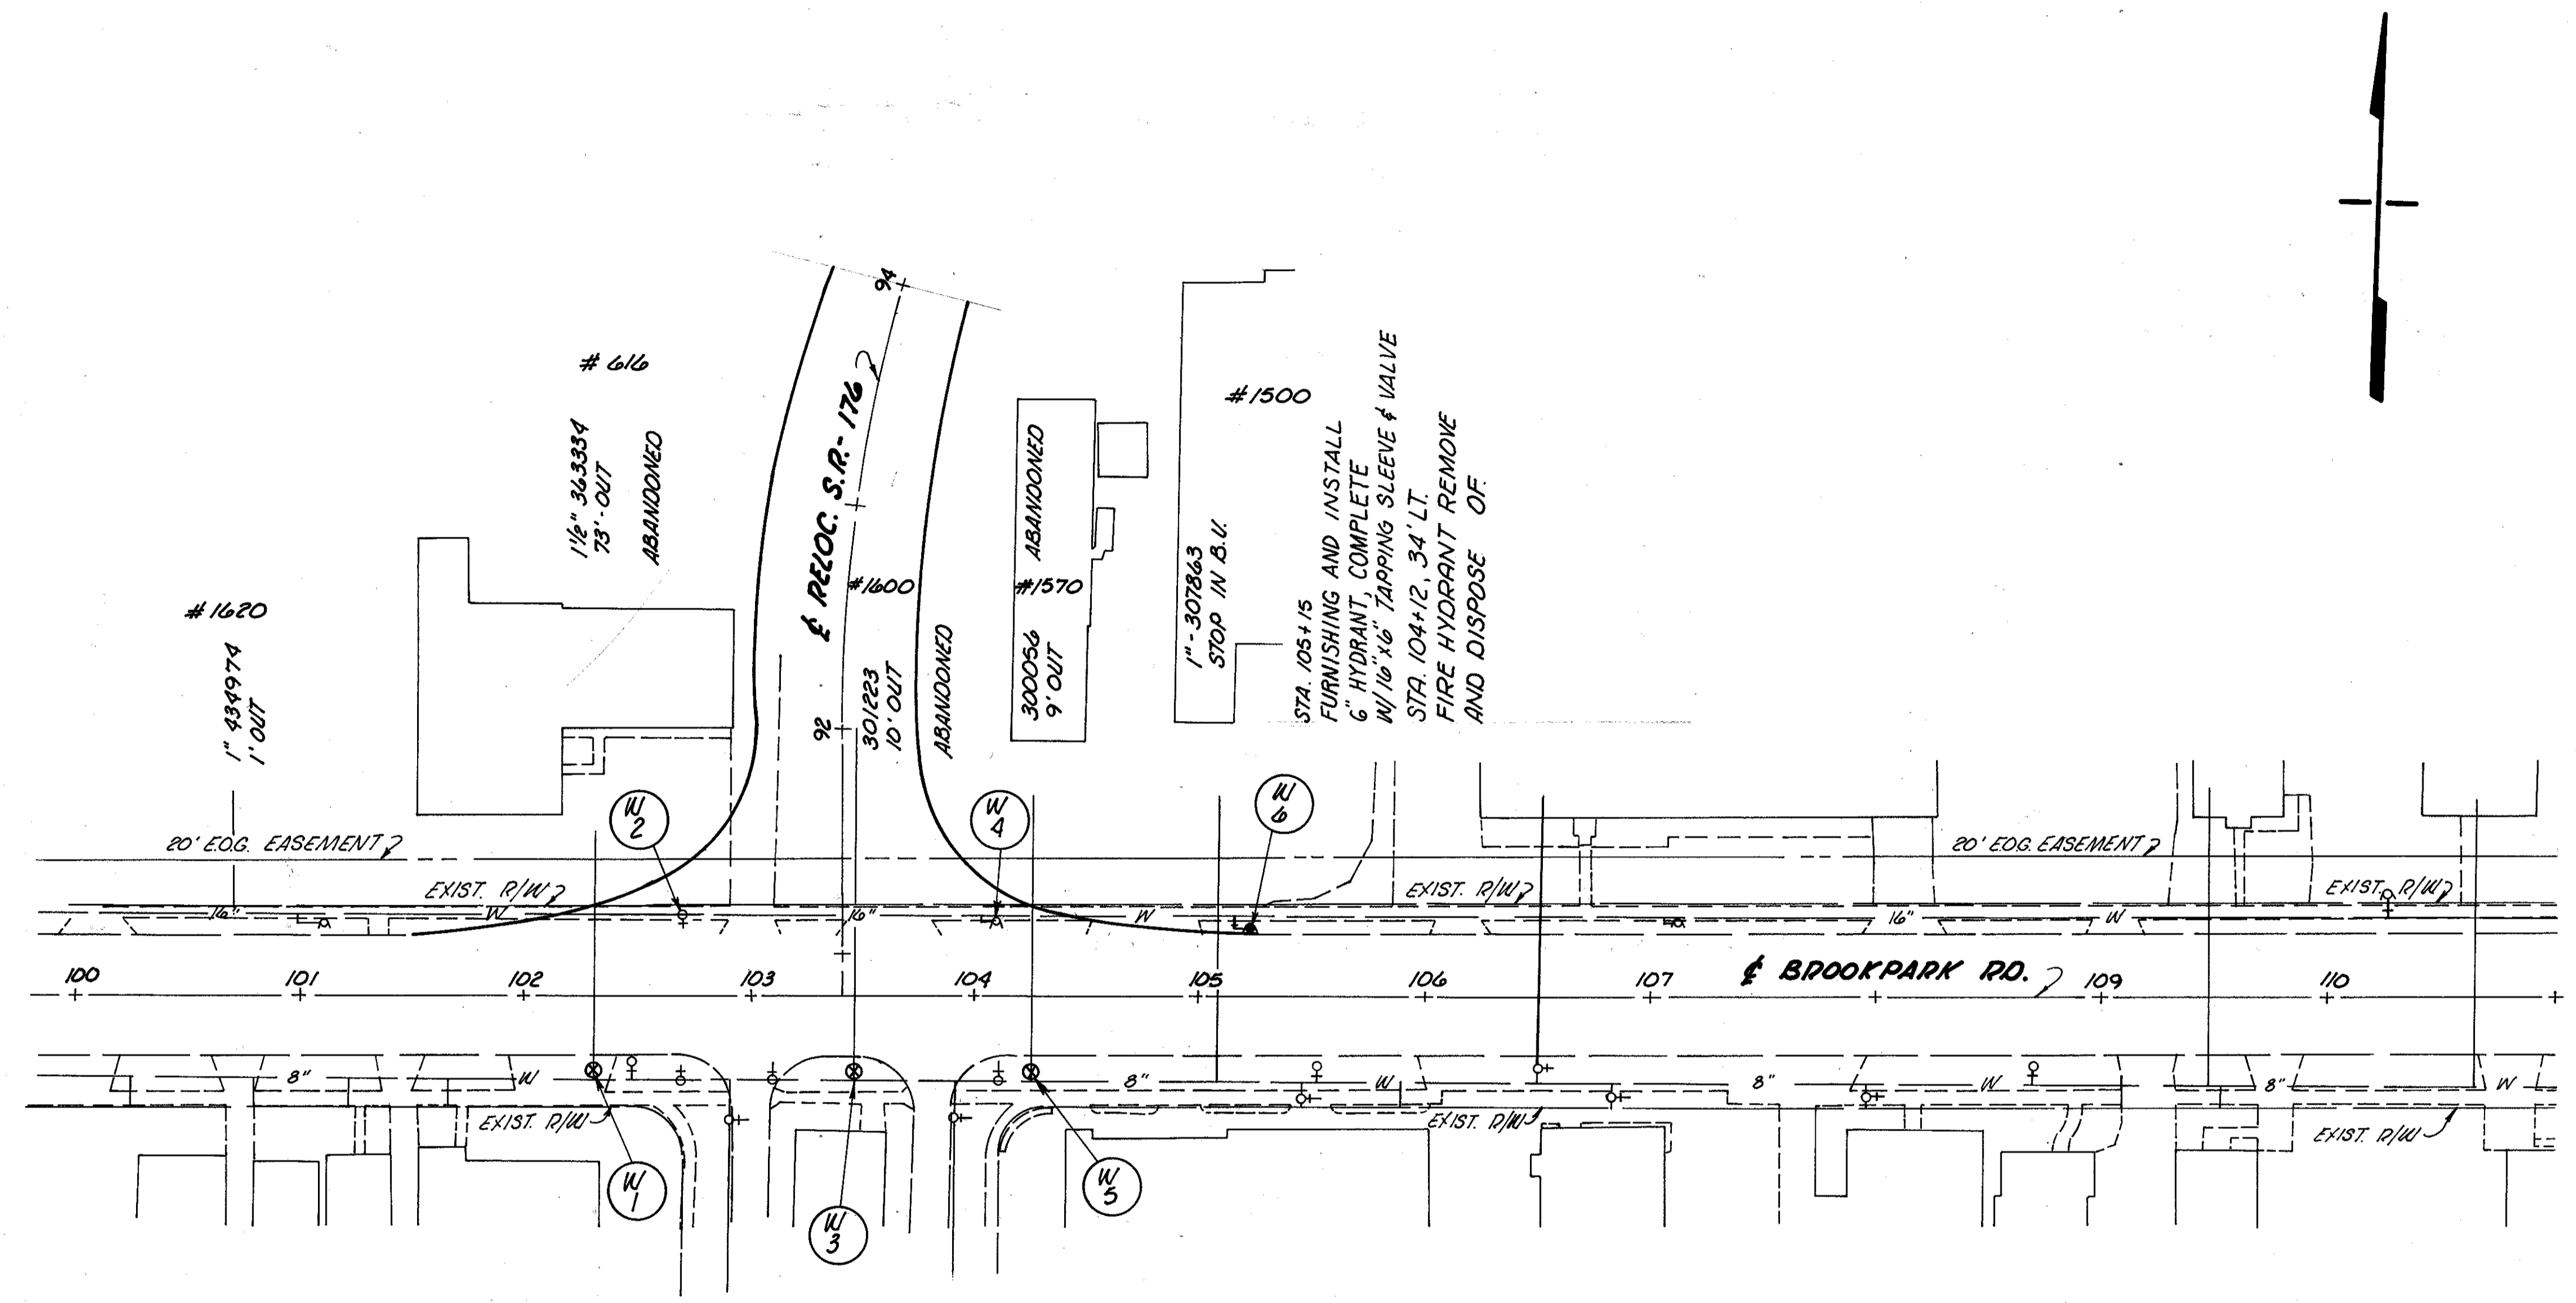 94
# 616
1½" 363334
73'-OUT
ABANDONED
℄ RELOC. S.R.-176
# 1620
1" 434974
1' OUT
#1600
301223
10' OUT
ABANDONED
92
#1570
ABANDONED
300056
9' OUT
#1500
1"-307863
STOP IN B.V.
STA. 105+15
FURNISHING AND INSTALL
6" HYDRANT, COMPLETE
W/16"X6" TAPPING SLEEVE & VALVE
STA. 104+12, 34' LT.
FIRE HYDRANT REMOVE
AND DISPOSE OF.
W
2
W
4
W
6
20' E.O.G. EASEMENT
20' E.O.G. EASEMENT
EXIST. R/W
EXIST. R/W
EXIST. R/W
16"
W
16"
W
16"
W
100
101
102
103
104
105
106
107
℄ BROOKPARK RD.
109
110
8"
W
8"
W
8"
W
8"
W
EXIST. R/W
EXIST. R/W
EXIST. R/W
W
1
W
3
W
5